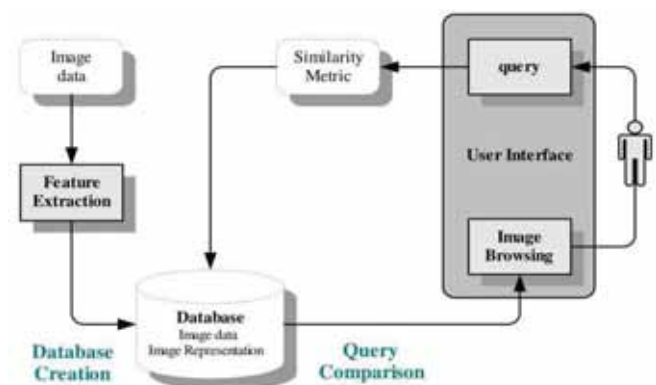 Image
data
Similarity
Metric
query
User Interface
Feature
Extraction
Image
Browsing
Database
Image data
Image Representation
Database
Creation
Query
Comparison